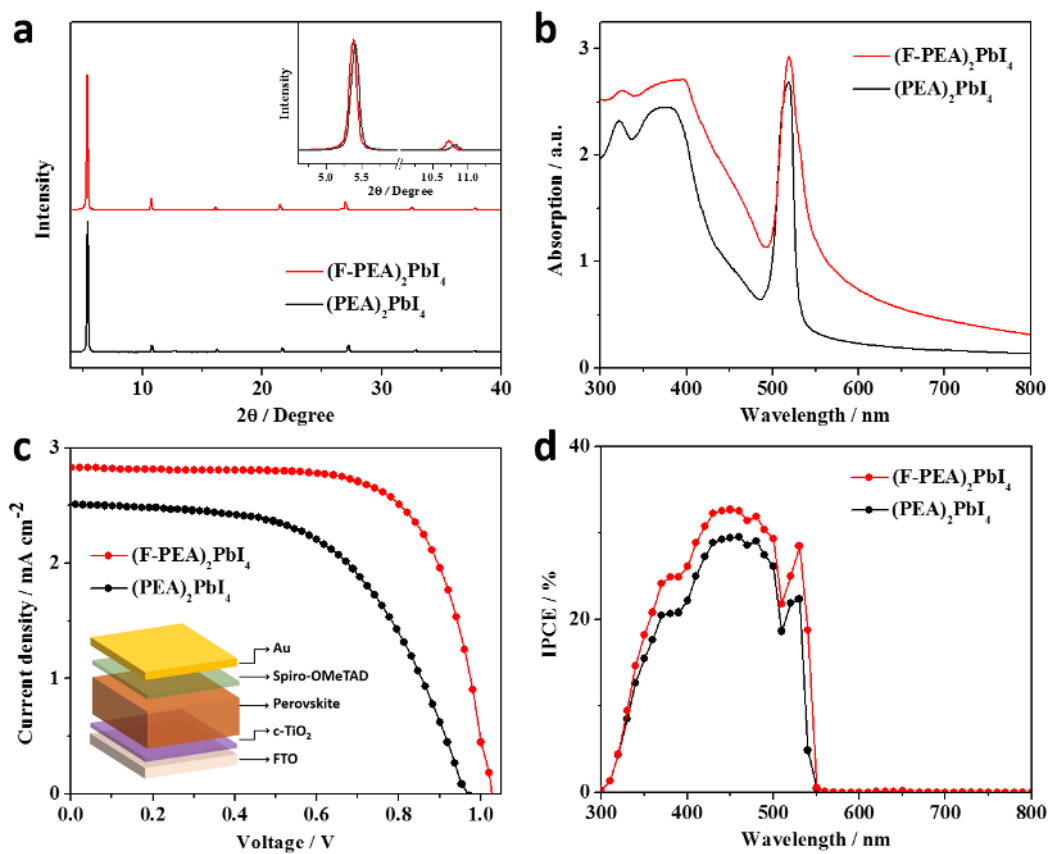 a
Intensity
(F-PEA)₂PbI₄
(PEA)₂PbI₄
10 20 30 40
2θ / Degree
Intensity
5.0 5.5 10.5 11.0
2θ / Degree
b
Absorption / a.u.
3
2
1
0
(F-PEA)₂PbI₄
(PEA)₂PbI₄
300 400 500 600 700 800
Wavelength / nm
c
Current density / mA cm⁻²
3
2
1
0
(F-PEA)₂PbI₄
(PEA)₂PbI₄
Au
Spiro-OMeTAD
Perovskite
c-TiO₂
FTO
0.0 0.2 0.4 0.6 0.8 1.0
Voltage / V
d
IPCE / %
40
20
0
(F-PEA)₂PbI₄
(PEA)₂PbI₄
300 400 500 600 700 800
Wavelength / nm